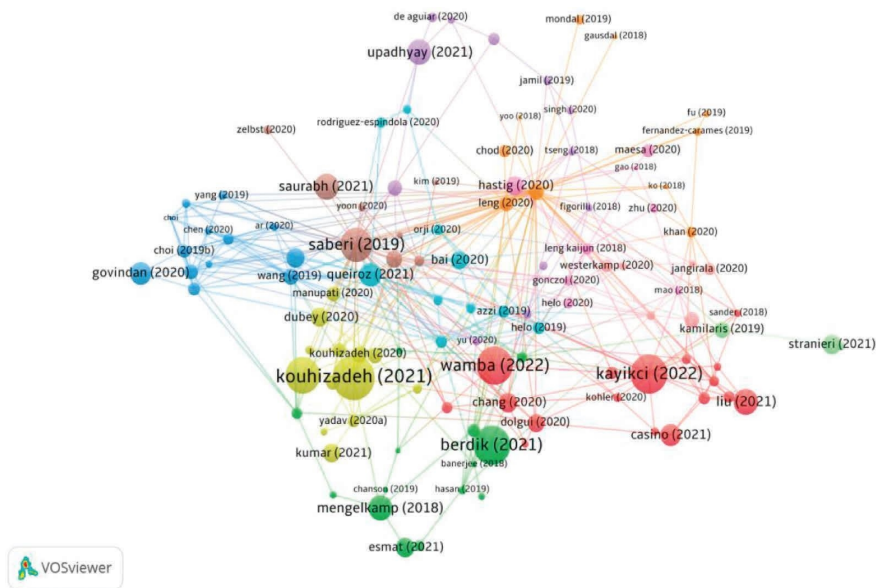 de aguiar (2020)
mondal (2019)
gausdal (2018)
upadhyay (2021)
jamil (2019)
singh (2020)
fu (2019)
rodriguez-espindola (2020)
yoo (2018)
zelbst (2020)
fernandez-carames (2019)
chod (2020)
tseng (2018)
maesa (2020)
gao (2018)
kim (2019)
hastig (2020)
ko (2018)
saurabh (2021)
yang (2019)
leng (2020)
yoon (2020)
figorilli (2018)
zhu (2020)
choi
ar (2020)
orji (2020)
khan (2020)
chen (2020)
saberi (2019)
leng kaijun (2018)
choi (2019b)
bai (2020)
westerkamp (2020)
jangirala (2020)
govindan (2020)
wang (2019)
queiroz (2021)
gonczol (2020)
mao (2018)
manupati (2020)
helo (2020)
azzi (2019)
sander (2018)
dubey (2020)
helo (2019)
kamilaris (2019)
yu (2020)
stranieri (2021)
kouhizadeh (2020)
wamba (2022)
kouhizadeh (2021)
kayikci (2022)
kohler (2020)
chang (2020)
liu (2021)
yadav (2020a)
dolgui (2020)
casino (2021)
berdik (2021)
kumar (2021)
banerjee (2018)
chanson (2019)
hasan (2019)
mengelkamp (2018)
esmat (2021)
VOSviewer